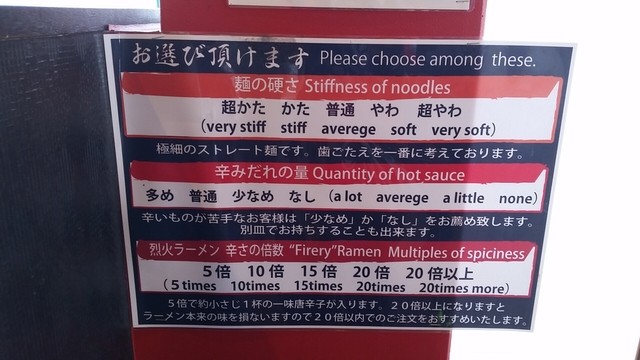 お選び頂けます Please choose among these.
麺の硬さ Stiffness of noodles
超かた かた 普通 やわ 超やわ
(very stiff stiff averege soft very soft)
極細のストレート麺です。歯ごたえを一番に考えております。
辛みだれの量 Quantity of hot sauce
多め 普通 少なめ なし (a lot averege a little none)
辛いものが苦手なお客様は「少なめ」か「なし」をお薦め致します。
別皿でお持ちすることも出来ます。
烈火ラーメン 辛さの倍数 “Firery”Ramen Multiples of spiciness
5倍 10倍 15倍 20倍 20倍以上
(5times 10times 15times 20times 20times more)
5倍で約小さじ1杯の一味唐辛子が入ります。20倍以上になりますと
ラーメン本来の味を損ないますので20倍以内でのご注文をおすすめいたします。